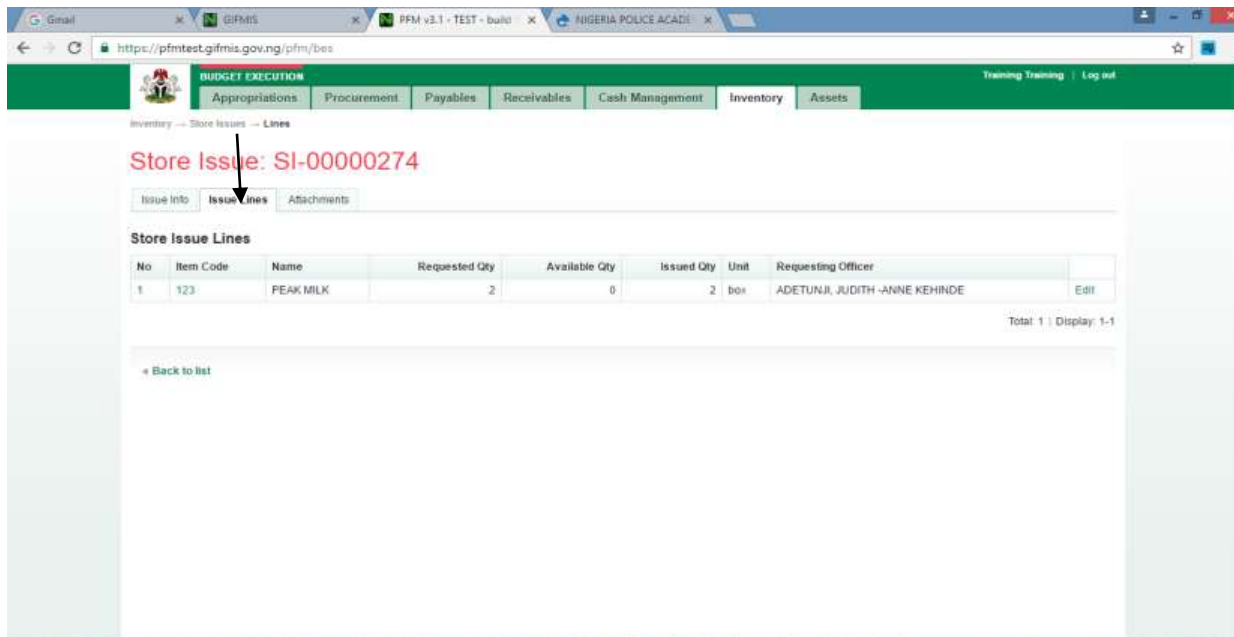 Gmail GIFMIS PFM v3.1 - TEST - build NIGERIA POLICE ACADE
https://pfmtest.gifmis.gov.ng/pfm/bes
BUDGET EXECUTION Training Training | Log out
Appropriations Procurement Payables Receivables Cash Management Inventory Assets
Inventory → Store Issues → Lines
Store Issue: SI-00000274
Issue Info Issue Lines Attachments
Store Issue Lines
No Item Code Name Requested Qty Available Qty Issued Qty Unit Requesting Officer
1 123 PEAK MILK 2 0 2 box ADETUNJI, JUDITH -ANNE KEHINDE Edit
Total: 1 | Display: 1-1
« Back to list